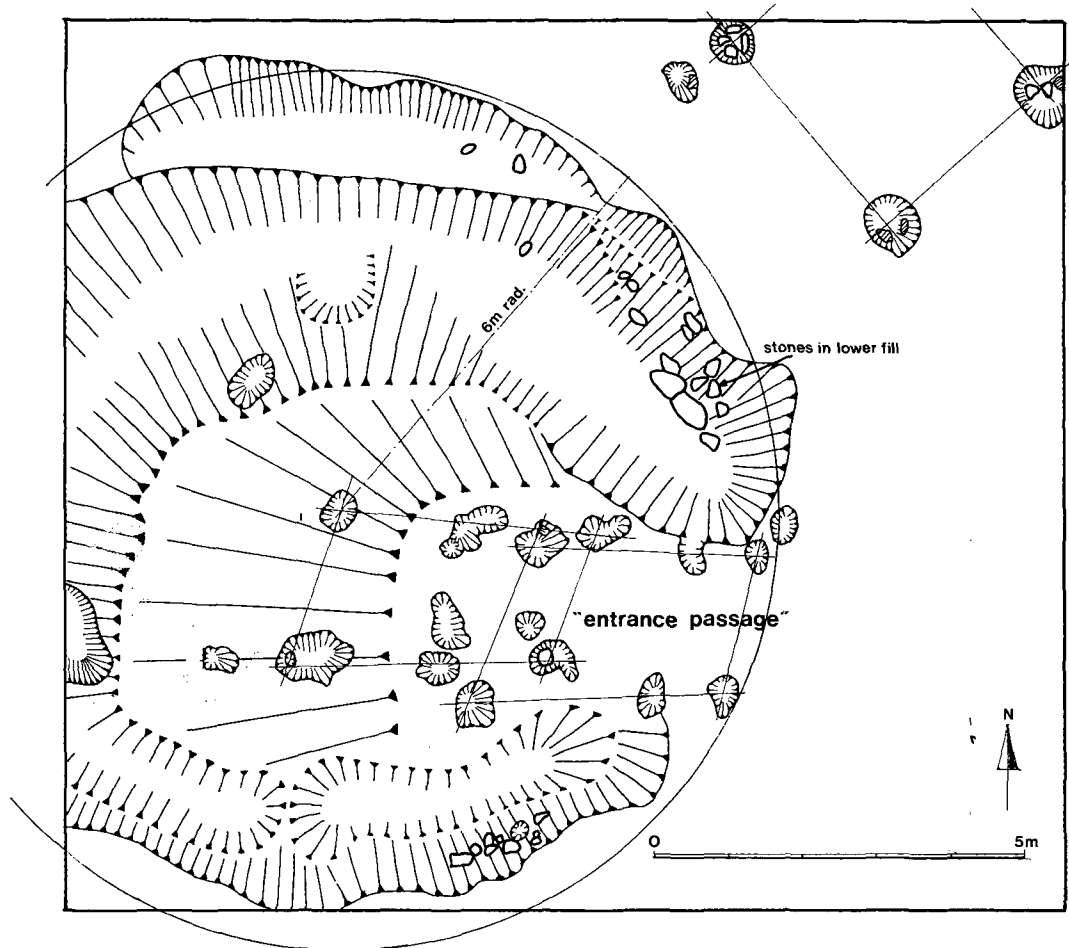 6m rad.
stones in lower fill
"entrance passage"
N
0 5m